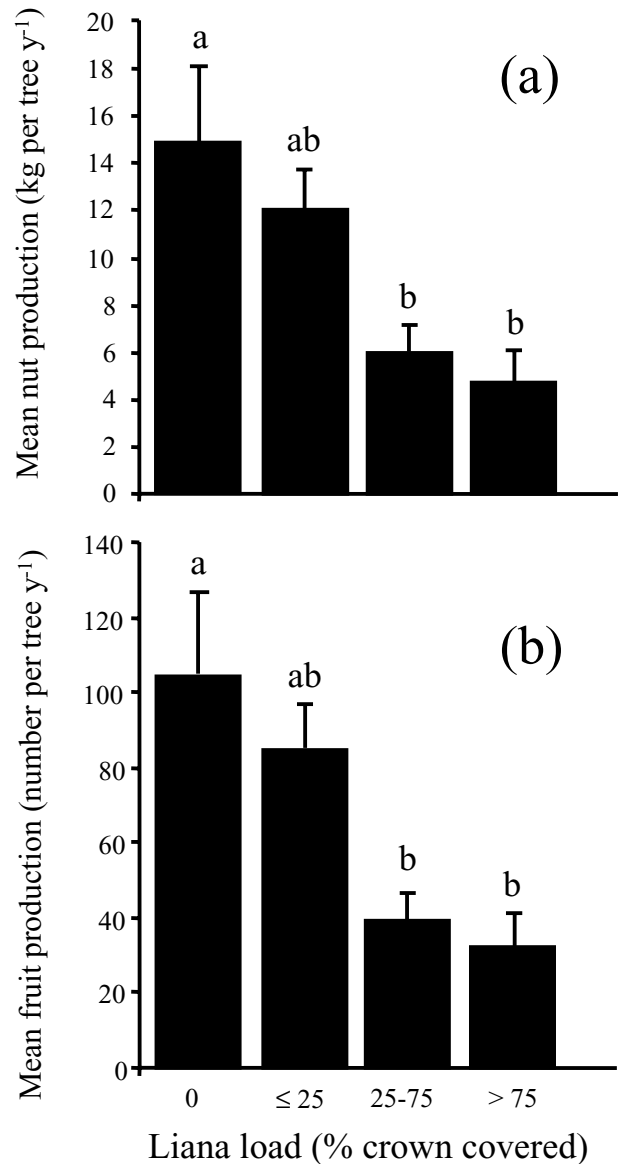 Mean nut production (kg per tree y-1)
20
18
16
14
12
10
8
6
4
2
0
a
ab
b
b
(a)
Mean fruit production (number per tree y-1)
140
120
100
80
60
40
20
0
a
ab
b
b
(b)
0 ≤ 25 25-75 > 75
Liana load (% crown covered)